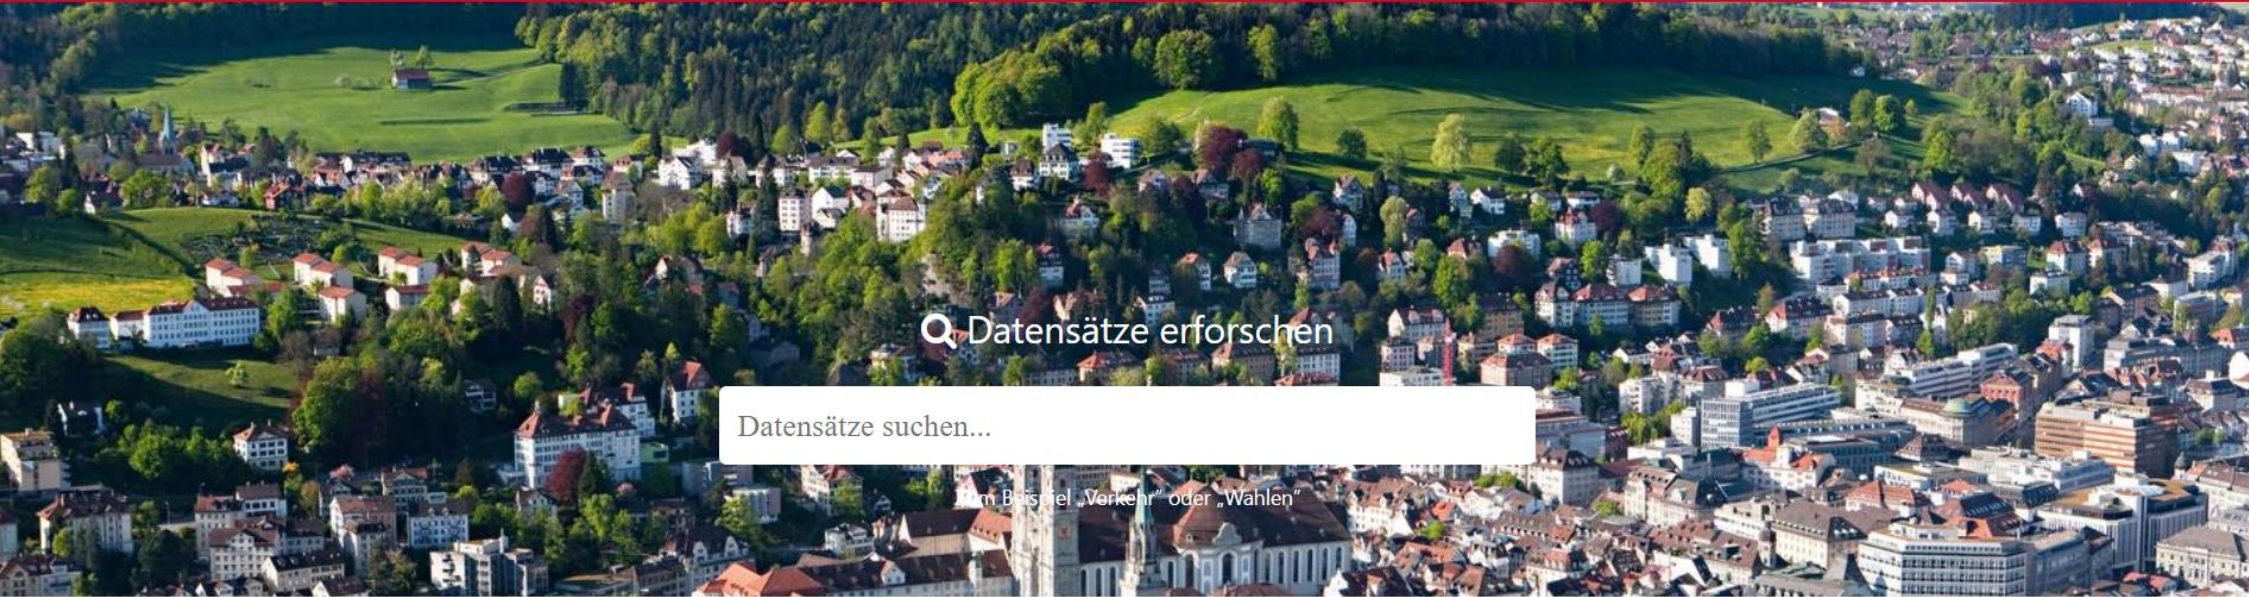 Datensätze erforschen
Datensätze suchen...
Zum Beispiel „Verkehr“ oder „Wahlen“